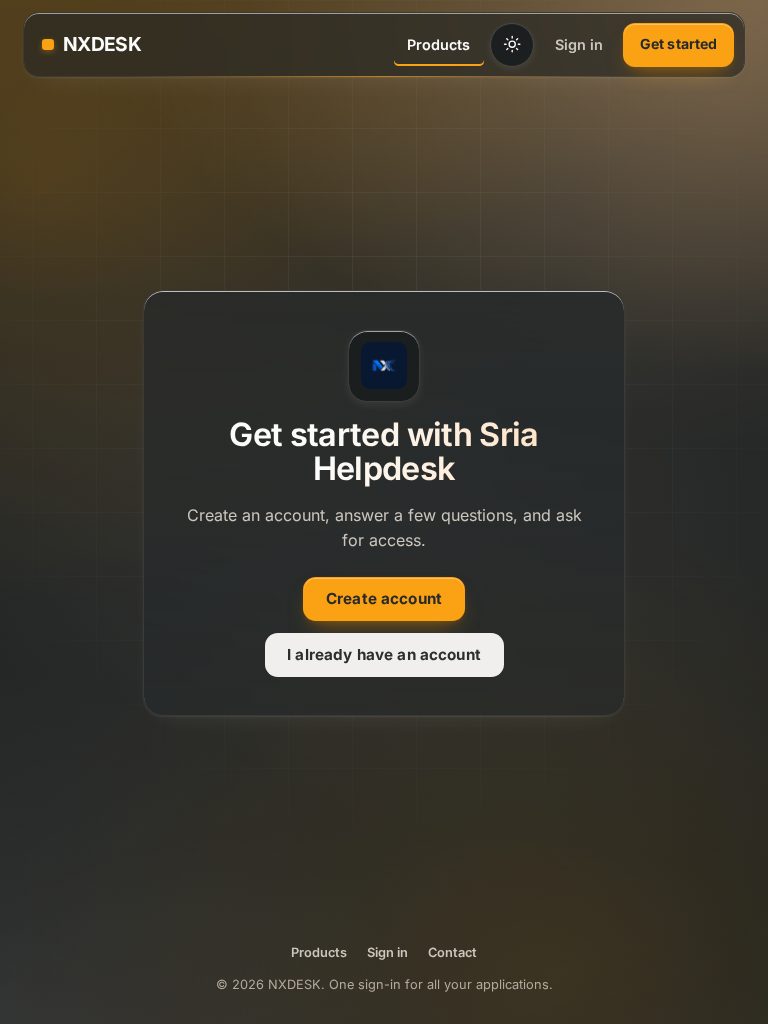 NXDESK
Products
Sign in
Get started
NX
Get started with Sria
Helpdesk
Create an account, answer a few questions, and ask
for access.
Create account
I already have an account
Products
Sign in
Contact
© 2026 NXDESK. One sign-in for all your applications.